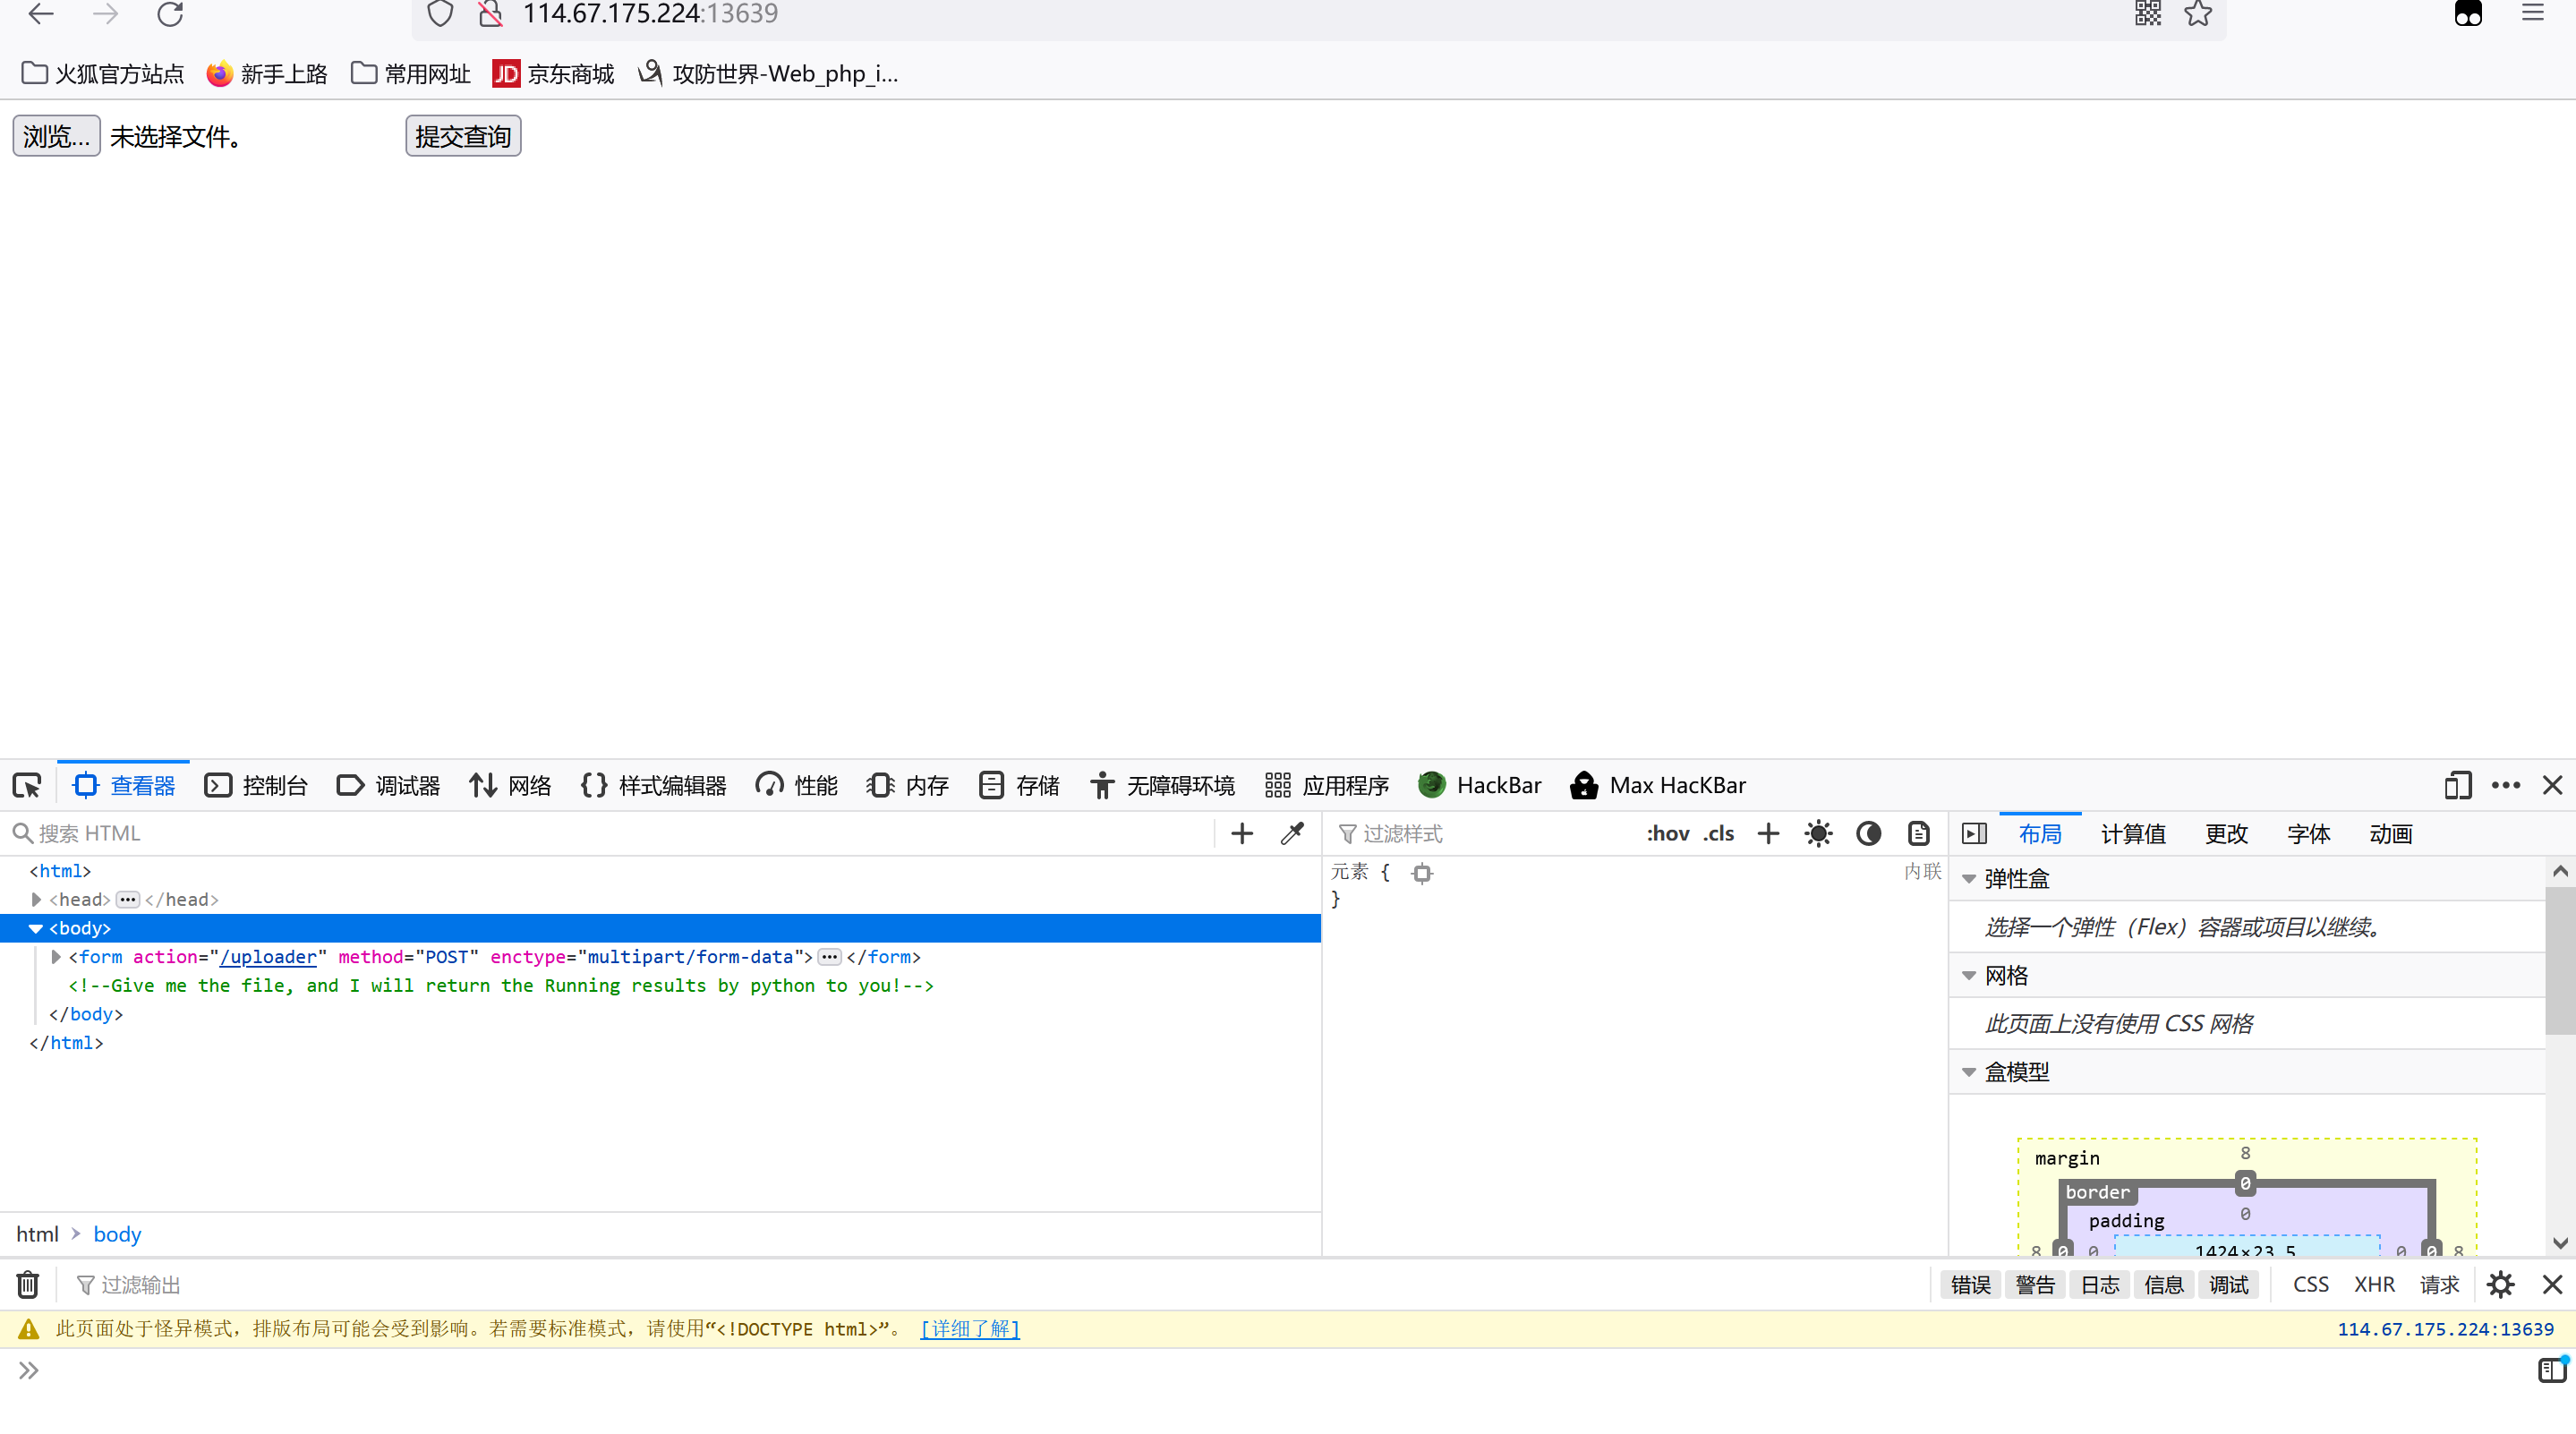 114.67.175.224:13639
火狐官方站点 新手上路 常用网址 JD 京东商城 攻防世界-Web_php_i...
浏览... 未选择文件。 提交查询
查看器 控制台 调试器 网络 样式编辑器 性能 内存 存储 无障碍环境 应用程序 HackBar Max HacKBar
搜索 HTML
过滤样式 :hov .cls
布局 计算值 更改 字体 动画
<html>
<head>...</head>
<body>
<form action="/uploader" method="POST" enctype="multipart/form-data">...</form>
<!--Give me the file, and I will return the Running results by python to you!-->
</body>
</html>
元素 { 内联
}
弹性盒
选择一个弹性（Flex）容器或项目以继续。
网格
此页面上没有使用 CSS 网格
盒模型
margin 8
border 0
padding 0
8 0 0 1424×23.5 0 0 8
html body
过滤输出 错误 警告 日志 信息 调试 CSS XHR 请求
此页面处于怪异模式，排版布局可能会受到影响。若需要标准模式，请使用“<!DOCTYPE html>”。 [详细了解] 114.67.175.224:13639